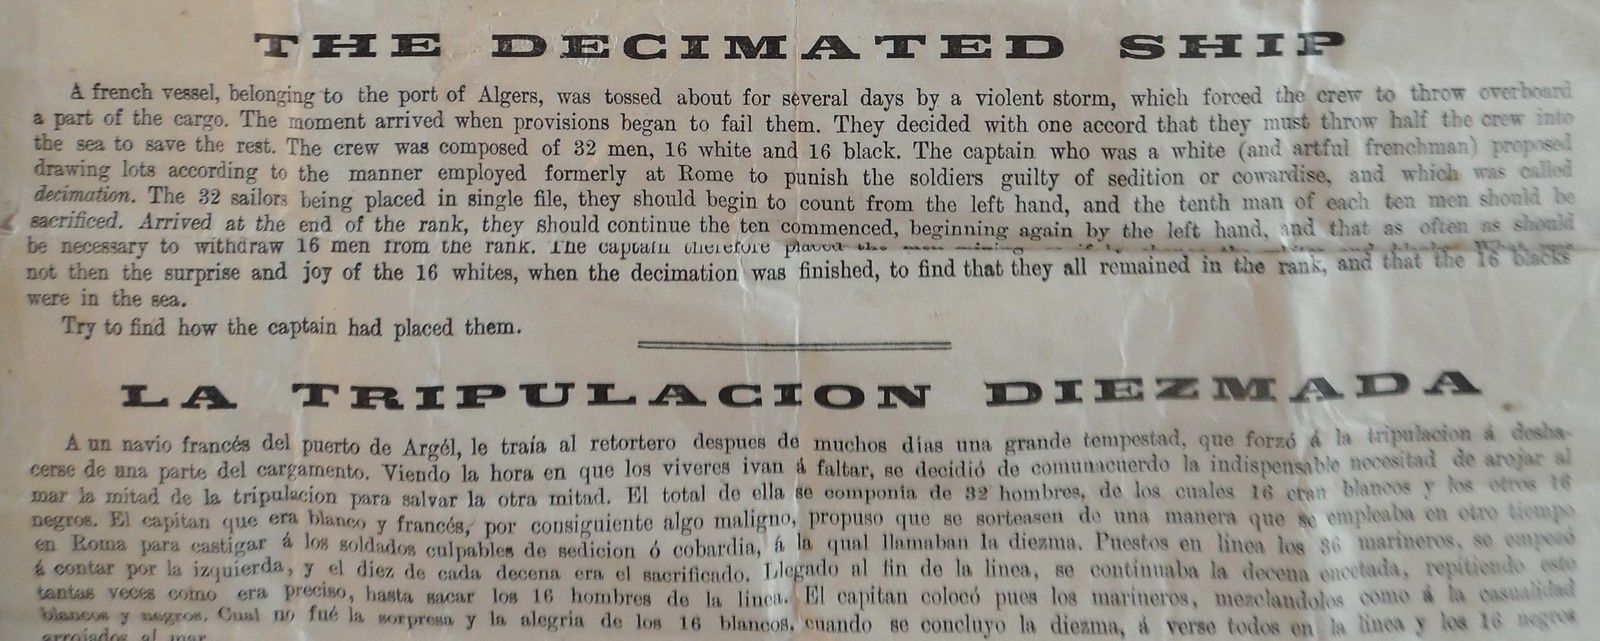 THE DECIMATED SHIP
A french vessel, belonging to the port of Algers, was tossed about for several days by a violent storm, which forced the crew to throw overboard
a part of the cargo. The moment arrived when provisions began to fail them. They decided with one accord that they must throw half the crew into
the sea to save the rest. The crew was composed of 32 men, 16 white and 16 black. The captain who was a white (and artful frenchman) proposed
drawing lots according to the manner employed formerly at Rome to punish the soldiers guilty of sedition or cowardise, and which was called
decimation. The 32 sailors being placed in single file, they should begin to count from the left hand, and the tenth man of each ten men should be
sacrificed. Arrived at the end of the rank, they should continue the ten commenced, beginning again by the left hand, and that as often as should
be necessary to withdraw 16 men from the rank. The captain therefore placed the men mixing as if by chance the whites and blacks. What was
not then the surprise and joy of the 16 whites, when the decimation was finished, to find that they all remained in the rank, and that the 16 blacks
were in the sea.
Try to find how the captain had placed them.
LA TRIPULACION DIEZMADA
A un navio francés del puerto de Argél, le traía al retortero despues de muchos días una grande tempestad, que forzó á la tripulacion á desha-
cerse de una parte del cargamento. Viendo la hora en que los viveres ivan á faltar, se decidió de comunacuerdo la indispensable necesitad de arojar al
mar la mitad de la tripulacion para salvar la otra mitad. El total de ella se componia de 32 hombres, de los cuales 16 eran blancos y los otros 16
negros. El capitan que era blanco y francés, por consiguiente algo maligno, propuso que se sorteasen de una manera que se empleaba en otro tiempo
en Roma para castigar á los soldados culpables de sedicion ó cobardia, á la qual llamaban la diezma. Puestos en linea los 36 marineros, se empezó
á contar por la izquierda, y el diez de cada decena era el sacrificado. Llegado al fin de la linea, se continuaba la decena encetada, repitiendo esto
tantas veces como era preciso, hasta sacar los 16 hombres de la linea. El capitan colocó pues los marineros, mezclandolos como á la casualidad
blancos y negros. Cual no fué la sorpresa y la alegria de los 16 blancos, cuando se concluyo la diezma, á verse todos en la linea y los 16 negros
arrojados al mar